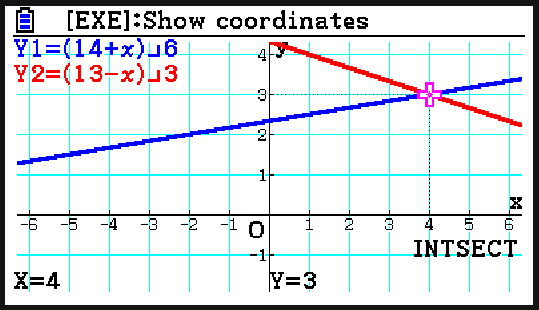 [EXE]:Show coordinates
Y1=(14+x)⌟6
Y2=(13-x)⌟3
y
4
3
2
1
-1
O
-6 -5 -4 -3 -2 -1 1 2 3 4 5 6
x
INTSECT
X=4 Y=3